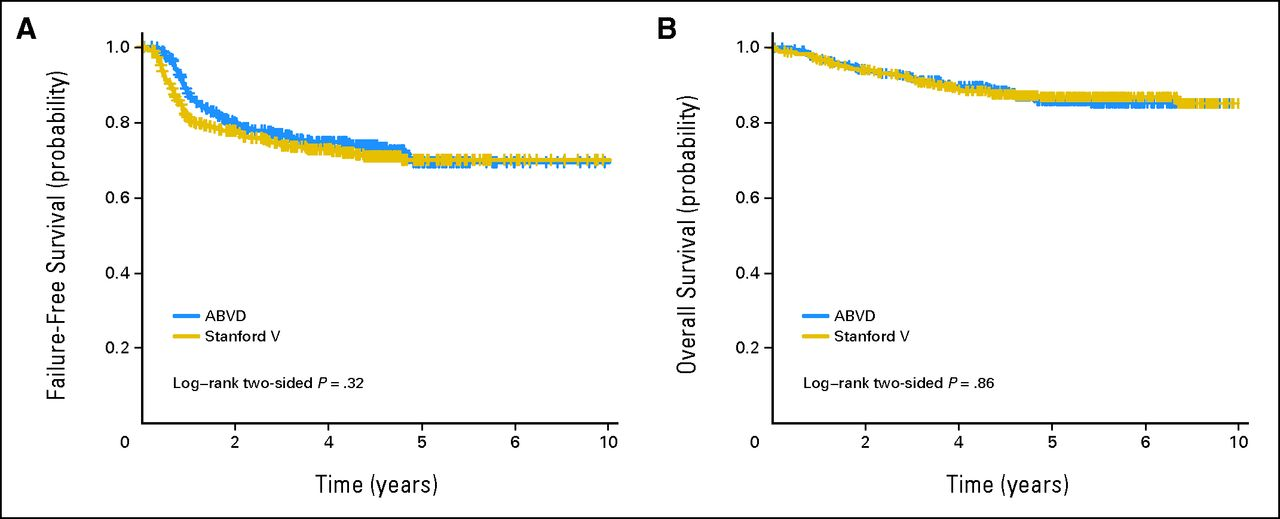 A
Failure-Free Survival (probability)
1.0
0.8
0.6
0.4
0.2
0
2
4
5
6
10
ABVD
Stanford V
Log–rank two-sided P = .32
Time (years)
B
Overall Survival (probability)
1.0
0.8
0.6
0.4
0.2
0
2
4
5
6
10
ABVD
Stanford V
Log–rank two-sided P = .86
Time (years)